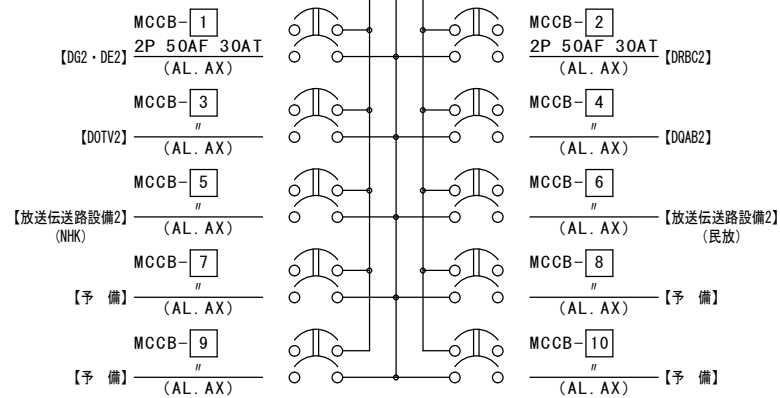 MCCB-1
2P 50AF 30AT
【DG2・DE2】
(AL.AX)
MCCB-2
2P 50AF 30AT
【DRBC2】
(AL.AX)
MCCB-3
〃
【DOTV2】
(AL.AX)
MCCB-4
〃
【DQAB2】
(AL.AX)
MCCB-5
〃
【放送伝送路設備2】
(NHK)
(AL.AX)
MCCB-6
〃
【放送伝送路設備2】
(民放)
(AL.AX)
MCCB-7
〃
【予 備】
(AL.AX)
MCCB-8
〃
【予 備】
(AL.AX)
MCCB-9
〃
【予 備】
(AL.AX)
MCCB-10
〃
【予 備】
(AL.AX)